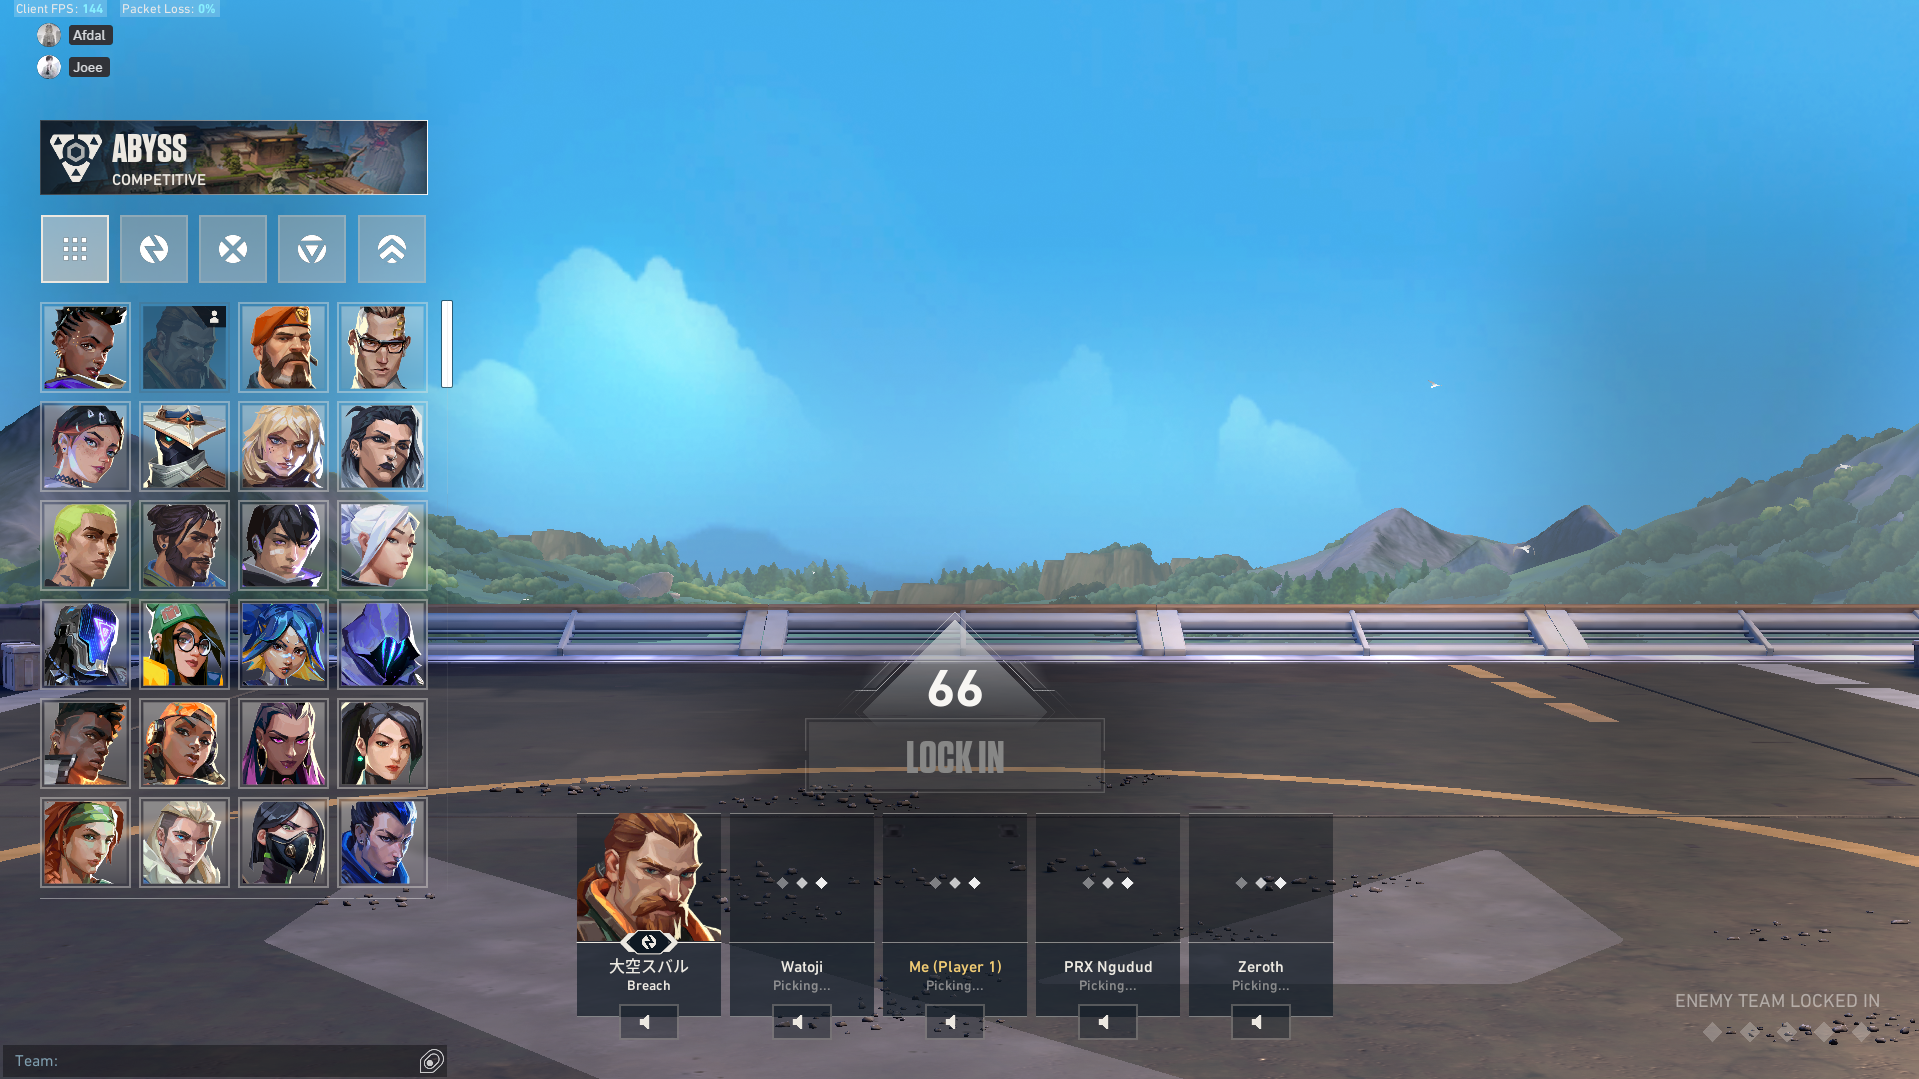 Client FPS: 144 Packet Loss: 0%
Afdal
Joee
ABYSS
COMPETITIVE
66
LOCK IN
大空スバル
Breach
Watoji
Picking...
Me (Player 1)
Picking...
PRX Ngudud
Picking...
Zeroth
Picking...
ENEMY TEAM LOCKED IN
Team: